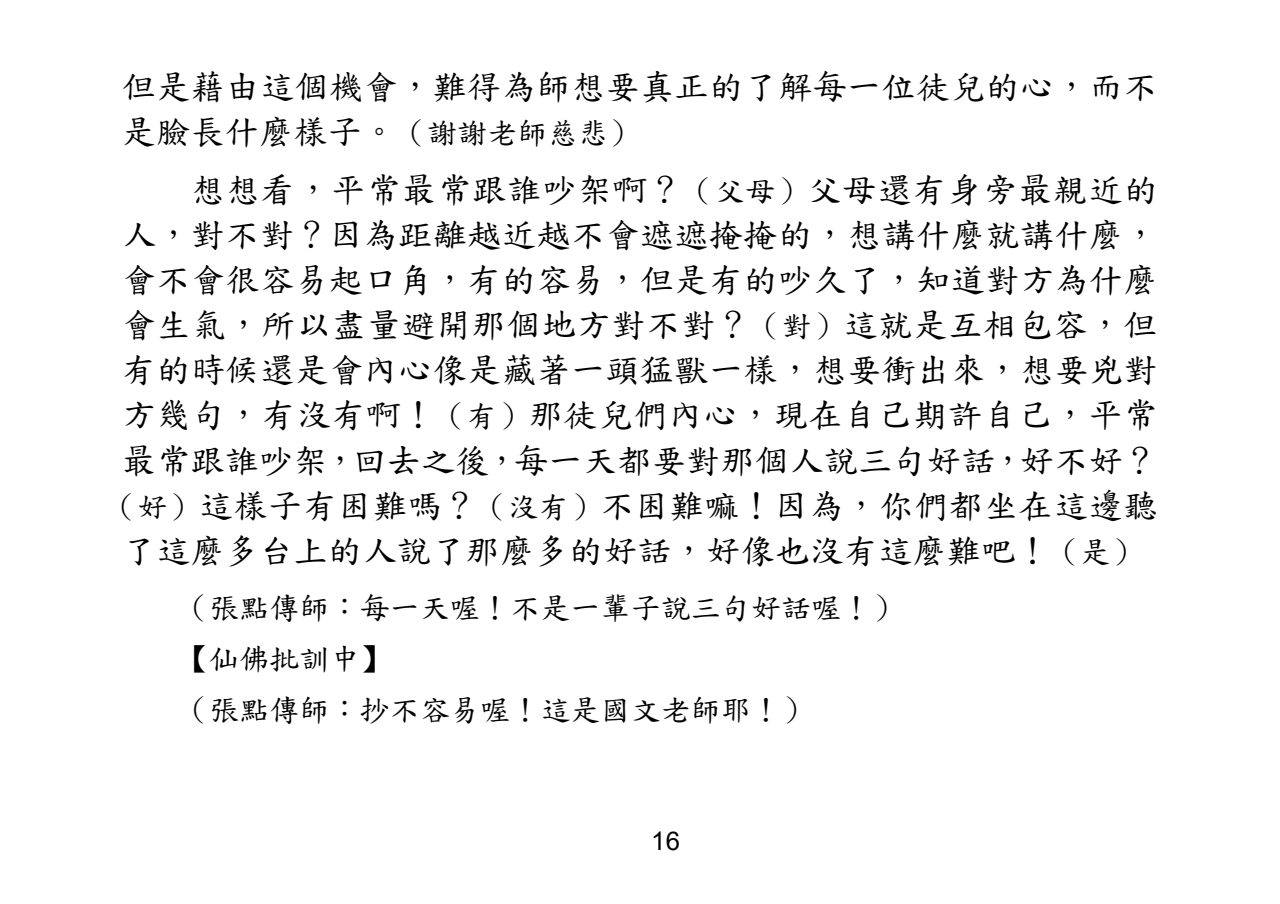 但是藉由這個機會，難得為師想要真正的了解每一位徒兒的心，而不
是臉長什麼樣子。（謝謝老師慈悲）
想想看，平常最常跟誰吵架啊？（父母）父母還有身旁最親近的
人，對不對？因為距離越近越不會遮遮掩掩的，想講什麼就講什麼，
會不會很容易起口角，有的容易，但是有的吵久了，知道對方為什麼
會生氣，所以盡量避開那個地方對不對？（對）這就是互相包容，但
有的時候還是會內心像是藏著一頭猛獸一樣，想要衝出來，想要兇對
方幾句，有沒有啊！（有）那徒兒們內心，現在自己期許自己，平常
最常跟誰吵架，回去之後，每一天都要對那個人說三句好話，好不好？
（好）這樣子有困難嗎？（沒有）不困難嘛！因為，你們都坐在這邊聽
了這麼多台上的人說了那麼多的好話，好像也沒有這麼難吧！（是）
（張點傳師：每一天喔！不是一輩子說三句好話喔！）
【仙佛批訓中】
（張點傳師：抄不容易喔！這是國文老師耶！）
16